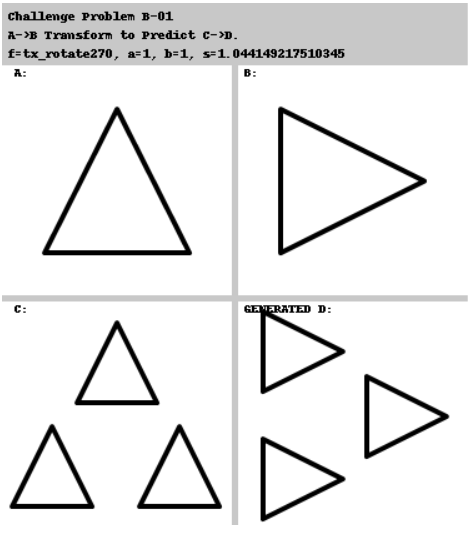 Challenge Problem B-01
A->B Transform to Predict C->D.
f=tx_rotate270, a=1, b=1, s=1.044149217510345
A:
B:
C:
GENERATED D: